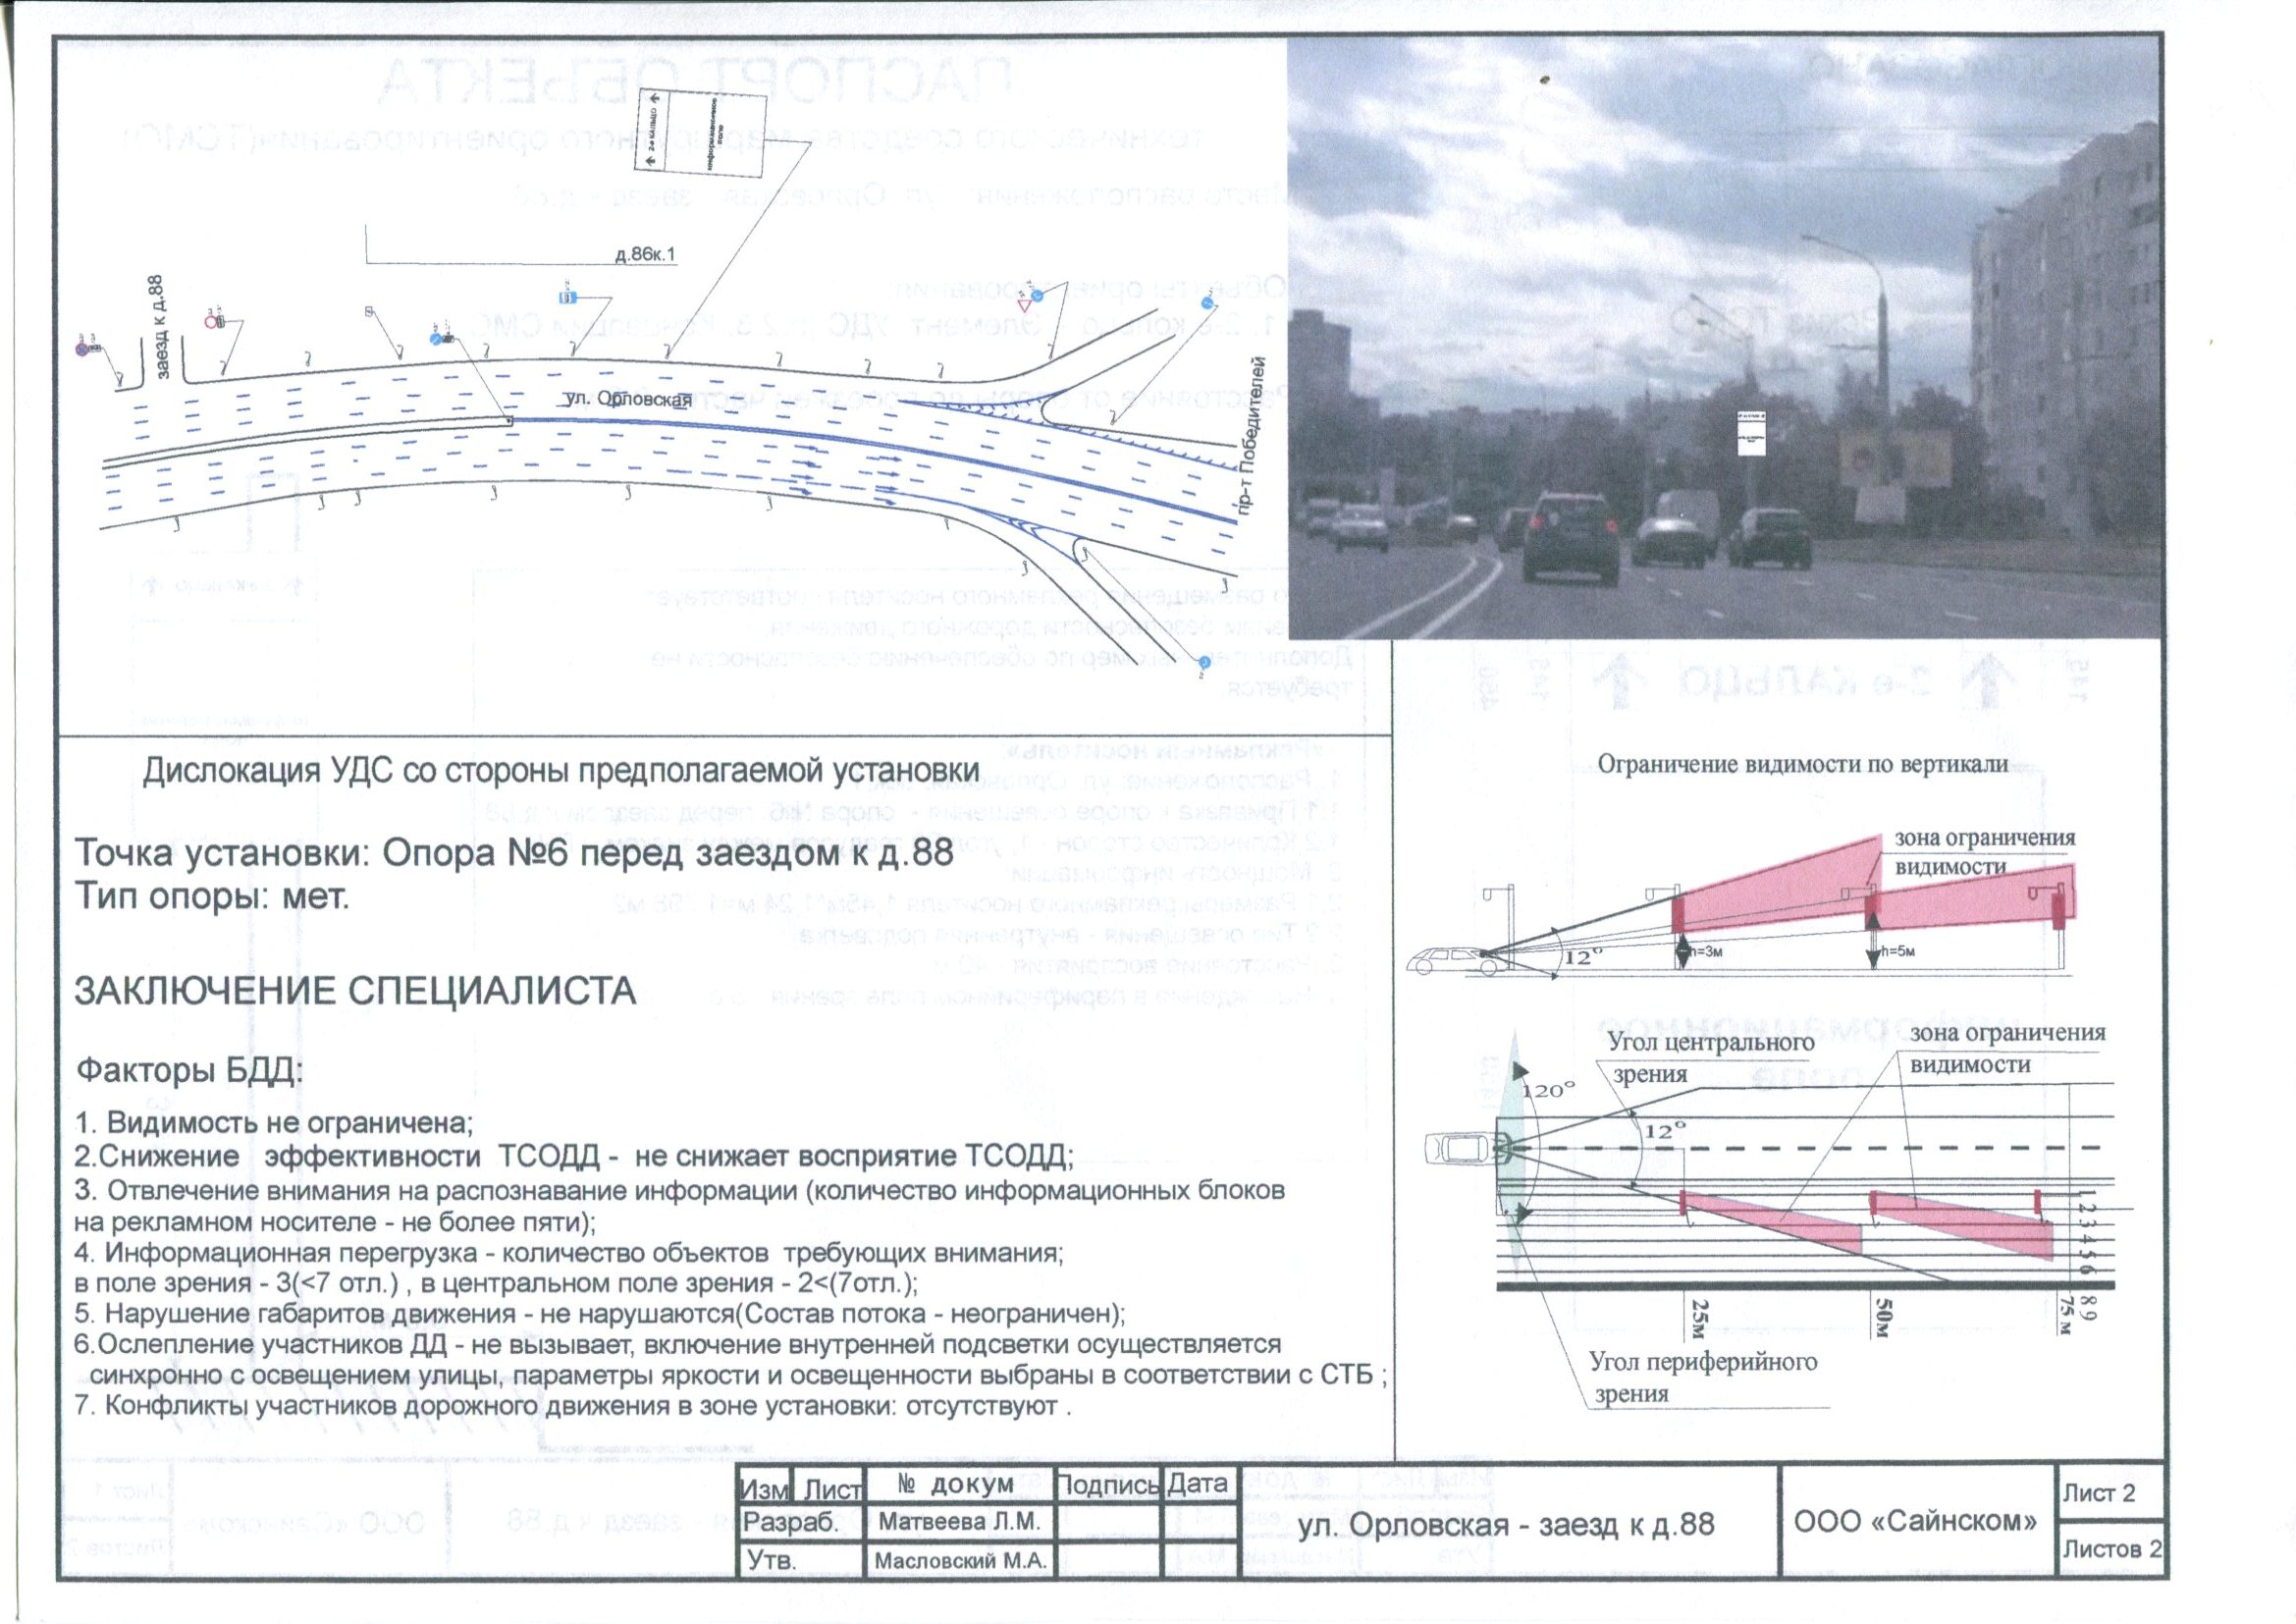 2-е КАЛЬЦО
информационное
поле
д.86к.1
заезд к д.88
ул. Орловская
пр-т Победителей
Дислокация УДС со стороны предполагаемой установки
Точка установки: Опора №6 перед заездом к д.88
Тип опоры: мет.
ЗАКЛЮЧЕНИЕ СПЕЦИАЛИСТА
Факторы БДД:
1. Видимость не ограничена;
2.Снижение эффективности ТСОДД - не снижает восприятие ТСОДД;
3. Отвлечение внимания на распознавание информации (количество информационных блоков
на рекламном носителе - не более пяти);
4. Информационная перегрузка - количество объектов требующих внимания;
в поле зрения - 3(<7 отл.) , в центральном поле зрения - 2<(7отл.);
5. Нарушение габаритов движения - не нарушаются(Состав потока - неограничен);
6.Ослепление участников ДД - не вызывает, включение внутренней подсветки осуществляется
синхронно с освещением улицы, параметры яркости и освещенности выбраны в соответствии с СТБ ;
7. Конфликты участников дорожного движения в зоне установки: отсутствуют .
Ограничение видимости по вертикали
зона ограничения
видимости
12°
h=3м
h=5м
Угол центрального
зрения
зона ограничения
видимости
120°
12°
1 2 3 4 5 6 8 9
25м
50м
75 м
Угол периферийного
зрения
Изм Лист № докум Подпись Дата
Разраб. Матвеева Л.М.
Утв. Масловский М.А.
ул. Орловская - заезд к д.88
ООО «Сайнском»
Лист 2
Листов 2